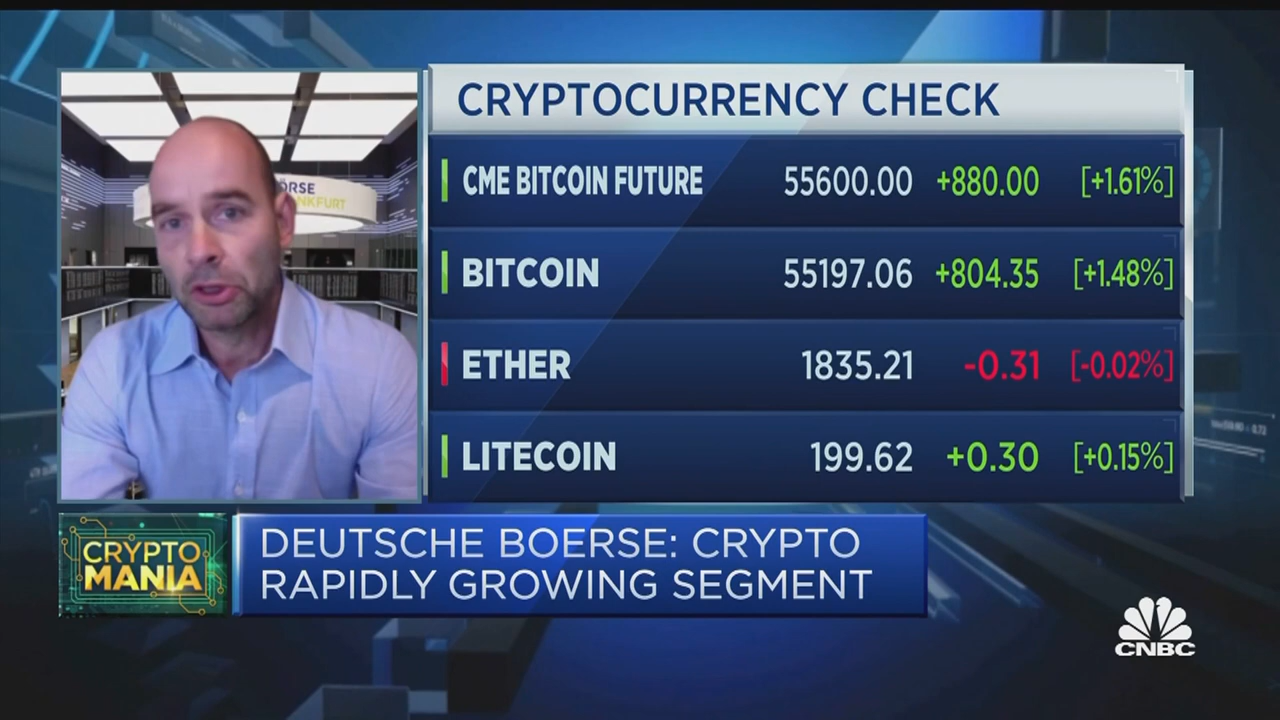 CRYPTOCURRENCY CHECK
CME BITCOIN FUTURE 55600.00 +880.00 [+1.61%]
BITCOIN 55197.06 +804.35 [+1.48%]
ETHER 1835.21 -0.31 [-0.02%]
LITECOIN 199.62 +0.30 [+0.15%]
CRYPTO
MANIA
DEUTSCHE BOERSE: CRYPTO
RAPIDLY GROWING SEGMENT
CNBC